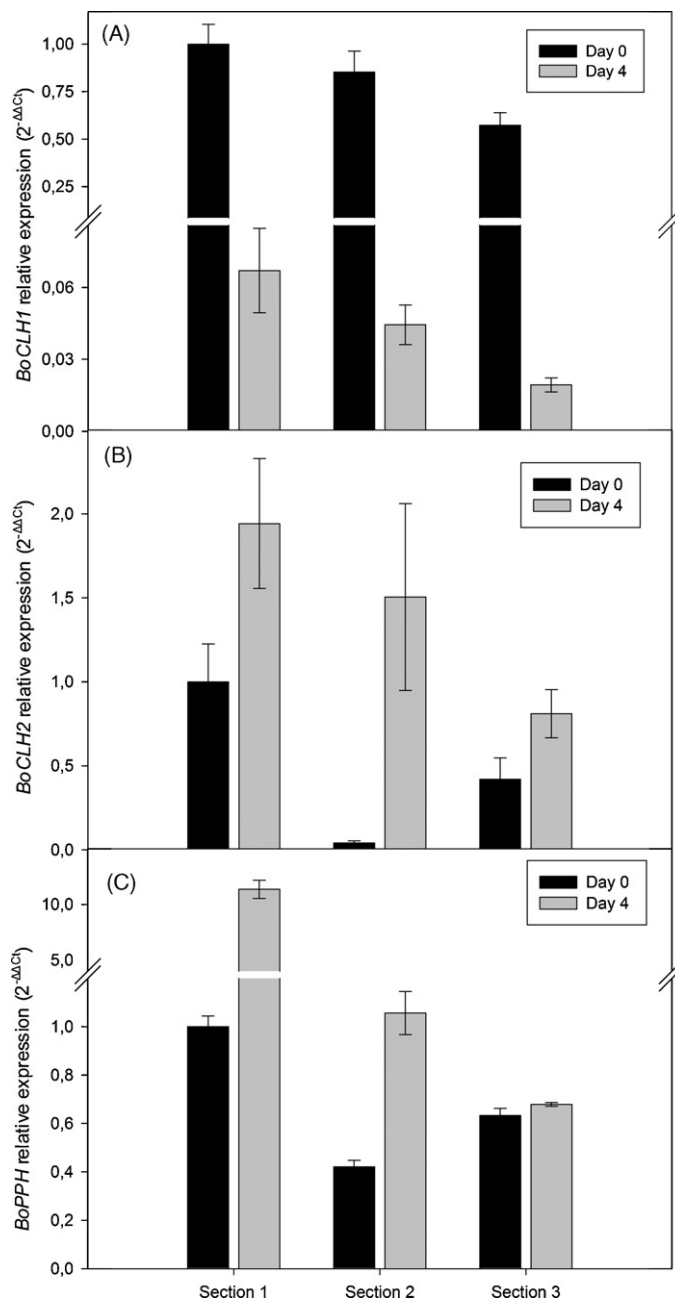 (A)
Day 0
Day 4
1,00
0,75
0,50
0,25
0,06
0,03
0,00
BoCLH1 relative expression (2^-ΔΔCt)
(B)
Day 0
Day 4
2,0
1,5
1,0
0,5
0,0
BoCLH2 relative expression (2^-ΔΔCt)
(C)
Day 0
Day 4
10,0
5,0
1,0
0,8
0,6
0,4
0,2
0,0
BoPPH relative expression (2^-ΔΔCt)
Section 1 Section 2 Section 3